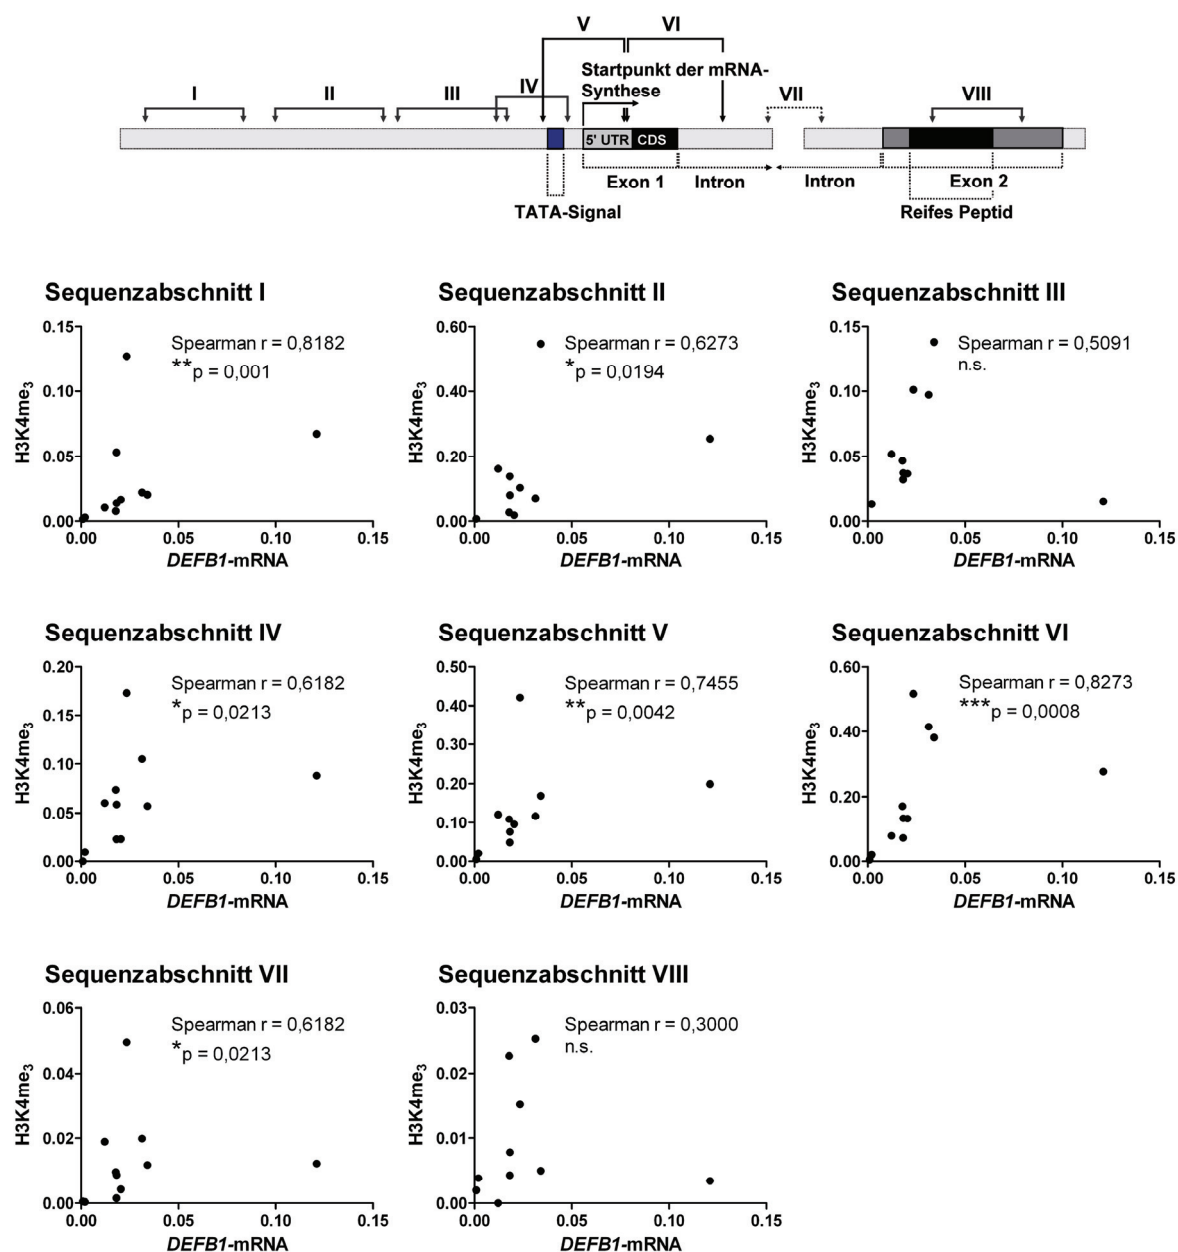 V VI
Startpunkt der mRNA-
Synthese
I II III IV VII VIII
5' UTR CDS
Exon 1 Intron Intron Exon 2
TATA-Signal Reifes Peptid
Sequenzabschnitt I
Spearman r = 0,8182
**p = 0,001
H3K4me3
0.15
0.10
0.05
0.00
0.00 0.05 0.10 0.15
DEFB1-mRNA
Sequenzabschnitt II
Spearman r = 0,6273
*p = 0,0194
H3K4me3
0.60
0.40
0.20
0.00
0.00 0.05 0.10 0.15
DEFB1-mRNA
Sequenzabschnitt III
Spearman r = 0,5091
n.s.
H3K4me3
0.15
0.10
0.05
0.00
0.00 0.05 0.10 0.15
DEFB1-mRNA
Sequenzabschnitt IV
Spearman r = 0,6182
*p = 0,0213
H3K4me3
0.20
0.15
0.10
0.05
0.00
0.00 0.05 0.10 0.15
DEFB1-mRNA
Sequenzabschnitt V
Spearman r = 0,7455
**p = 0,0042
H3K4me3
0.50
0.40
0.30
0.20
0.10
0.00
0.00 0.05 0.10 0.15
DEFB1-mRNA
Sequenzabschnitt VI
Spearman r = 0,8273
***p = 0,0008
H3K4me3
0.60
0.40
0.20
0.00
0.00 0.05 0.10 0.15
DEFB1-mRNA
Sequenzabschnitt VII
Spearman r = 0,6182
*p = 0,0213
H3K4me3
0.06
0.04
0.02
0.00
0.00 0.05 0.10 0.15
DEFB1-mRNA
Sequenzabschnitt VIII
Spearman r = 0,3000
n.s.
H3K4me3
0.03
0.02
0.01
0.00
0.00 0.05 0.10 0.15
DEFB1-mRNA